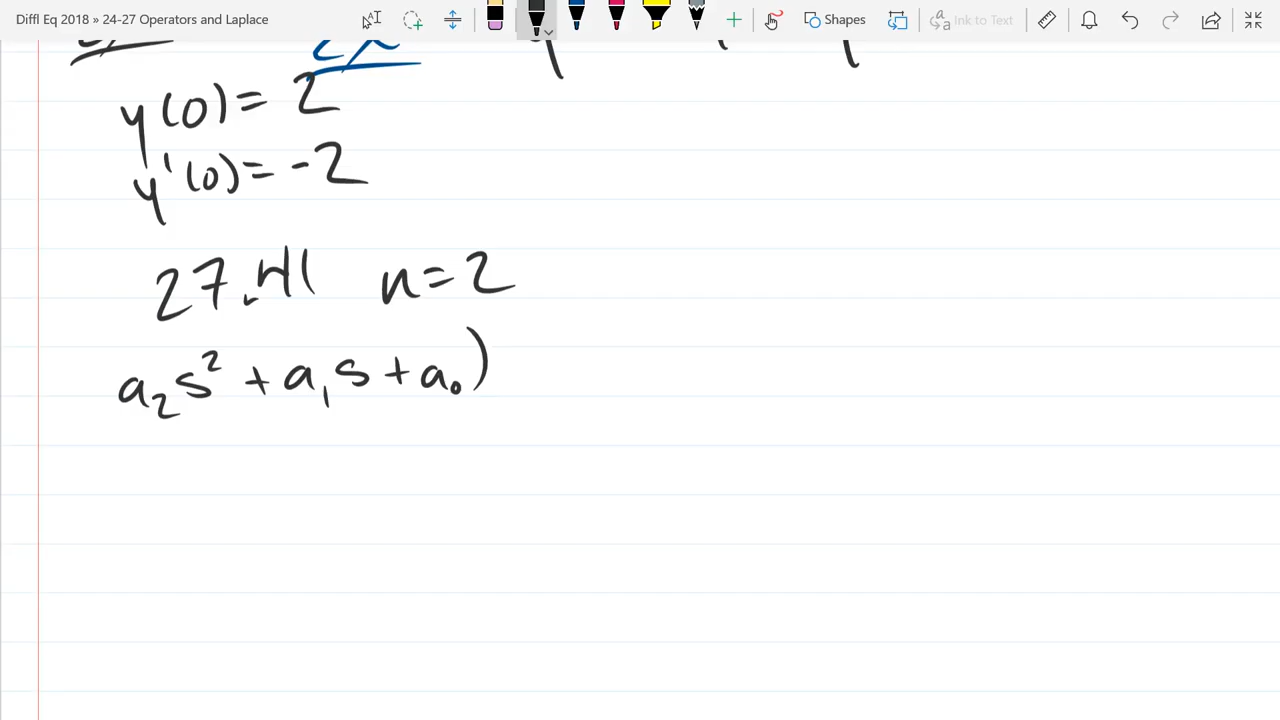 Diffl Eq 2018 » 24-27 Operators and Laplace
Shapes
Ink to Text
y(0) = 2
y'(0) = -2
27.41 n=2
a₂s² + a₁s + a₀)